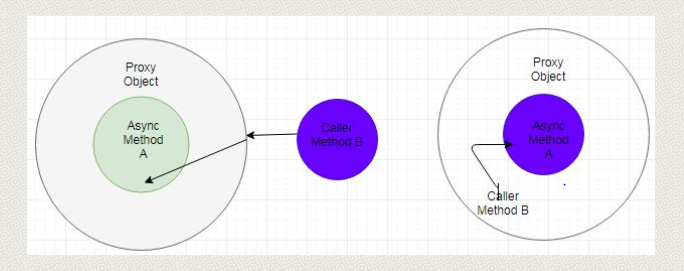 Proxy
Object
Async
Method
A
Caller
Method B
Proxy
Object
Async
Method
A
Caller
Method B